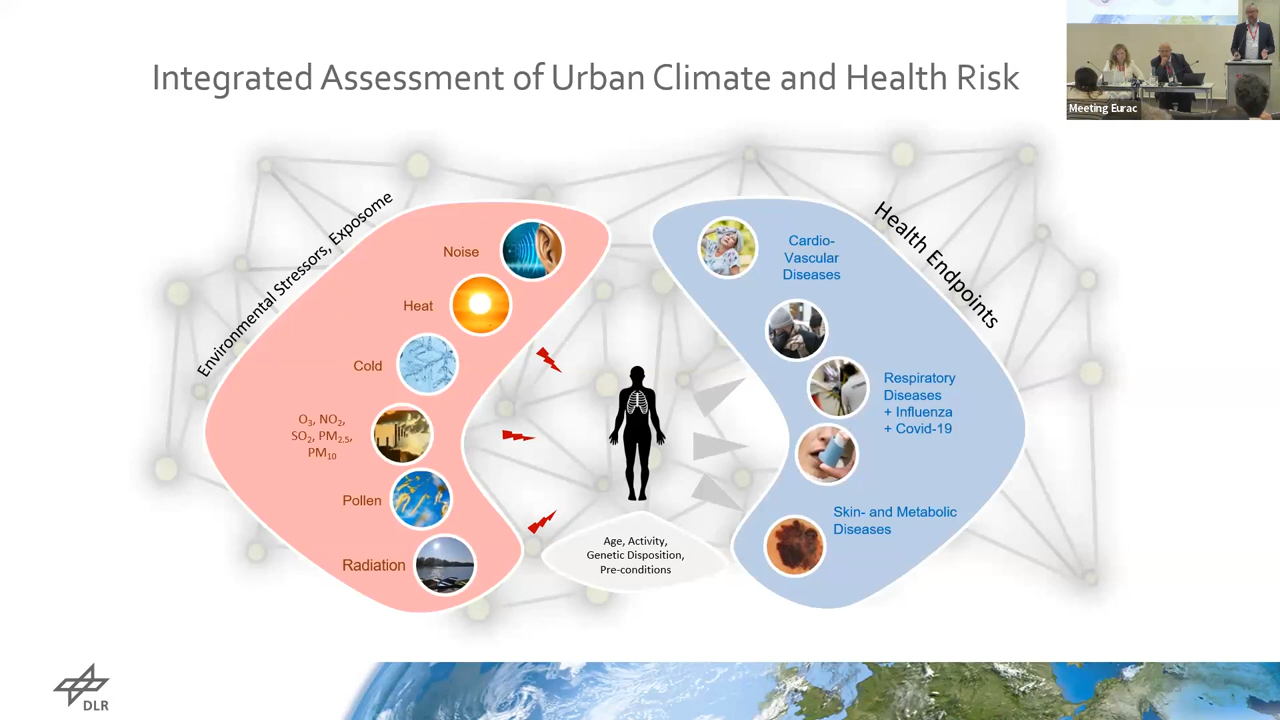 Integrated Assessment of Urban Climate and Health Risk
Meeting Eurac
Environmental Stressors, Exposome
Noise
Heat
Cold
O₃, NO₂,
SO₂, PM₂.₅,
PM₁₀
Pollen
Radiation
Age, Activity,
Genetic Disposition,
Pre-conditions
Health Endpoints
Cardio-
Vascular
Diseases
Respiratory
Diseases
+ Influenza
+ Covid-19
Skin- and Metabolic
Diseases
DLR